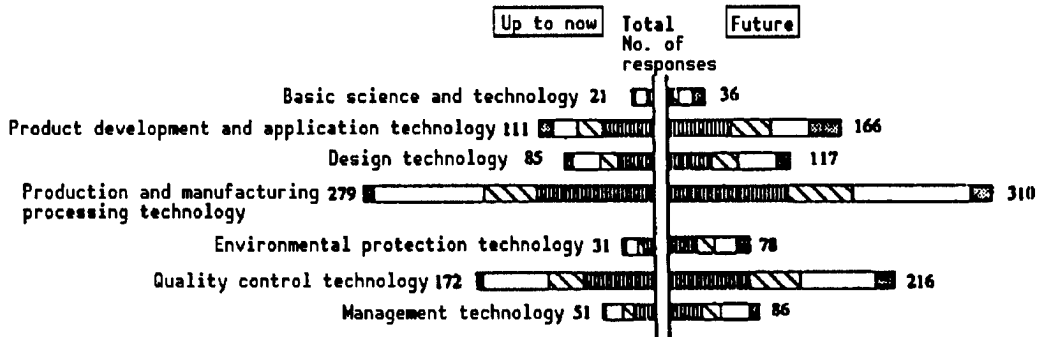 Up to now Total Future
No. of
responses
Basic science and technology 21 36
Product development and application technology 111 166
Design technology 85 117
Production and manufacturing 279 310
processing technology
Environmental protection technology 31 78
Quality control technology 172 216
Management technology 51 86